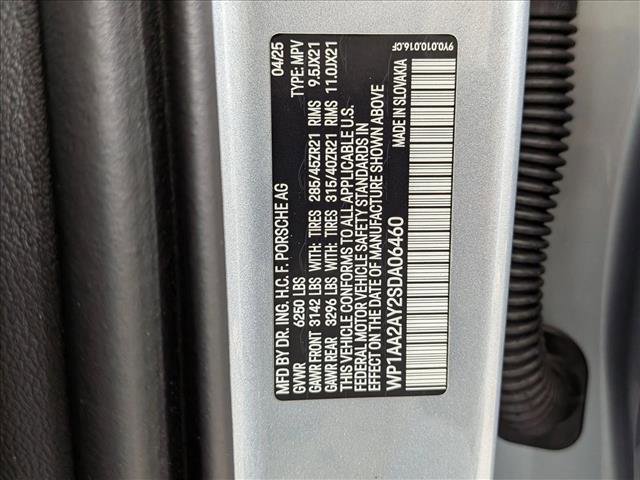 MFD BY DR. ING. H.C. F. PORSCHE AG 04/25
GVWR 6250 LBS TYPE: MPV
GAWR FRONT 3142 LBS WITH: TIRES 285/45ZR21 RIMS 9.5JX21
GAWR REAR 3296 LBS WITH: TIRES 315/40ZR21 RIMS 11.0JX21
THIS VEHICLE CONFORMS TO ALL APPLICABLE U.S.
FEDERAL MOTOR VEHICLE SAFETY STANDARDS IN
EFFECT ON THE DATE OF MANUFACTURE SHOWN ABOVE
WP1AA2AY2SDA06460 MADE IN SLOVAKIA
9Y0.010.016.CF